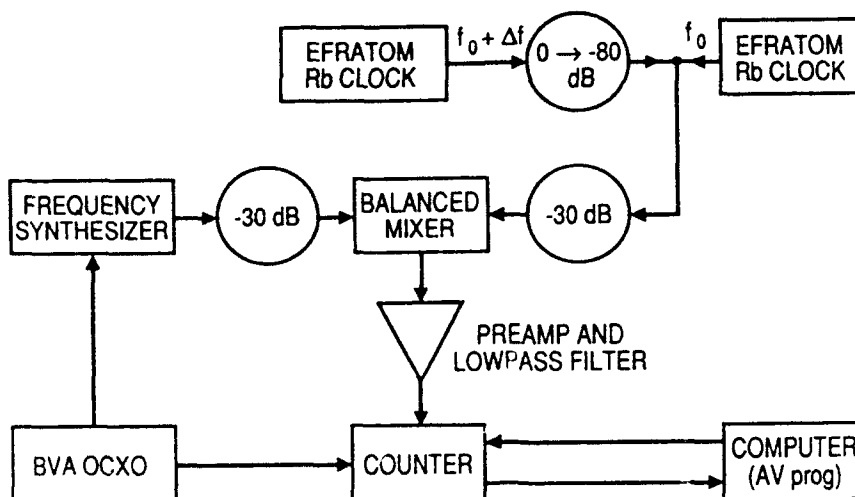 EFRATOM
Rb CLOCK
f₀ + Δf
0 → -80
dB
f₀
EFRATOM
Rb CLOCK
FREQUENCY
SYNTHESIZER
-30 dB
BALANCED
MIXER
-30 dB
PREAMP AND
LOWPASS FILTER
BVA OCXO
COUNTER
COMPUTER
(AV prog)